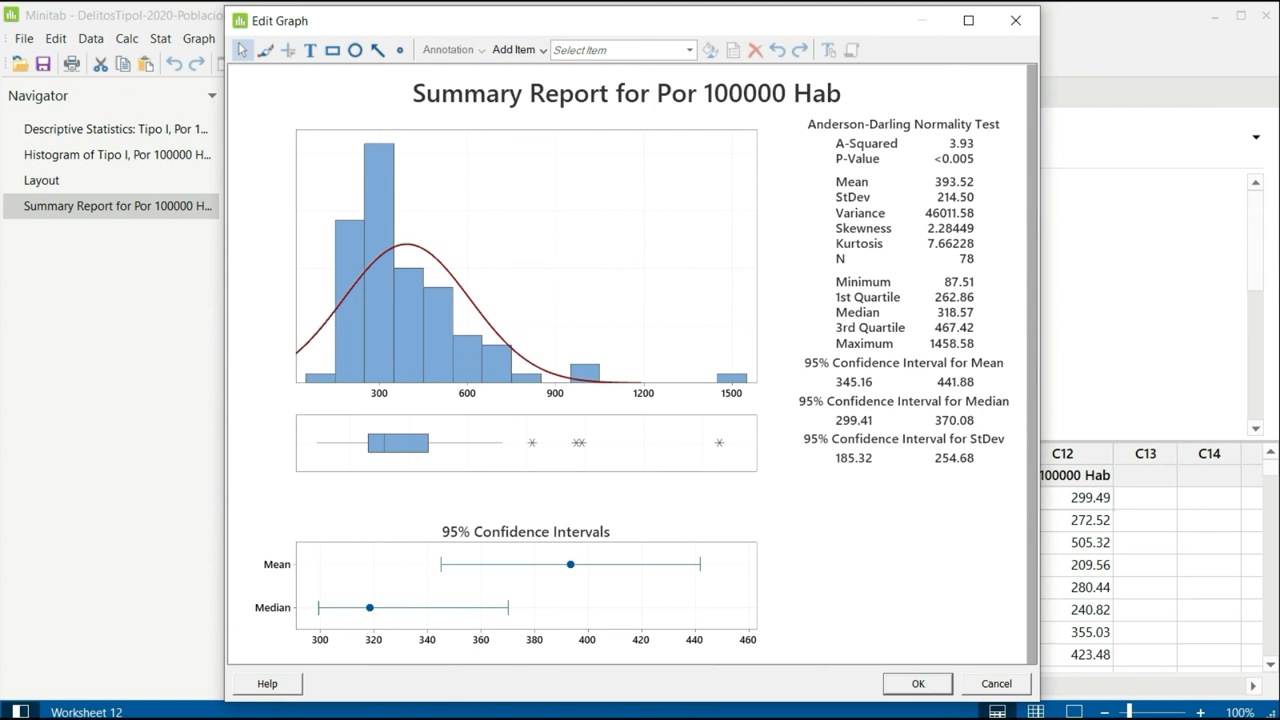 Minitab - DelitosTipoI-2020-Poblacio
Edit Graph
File Edit Data Calc Stat Graph
Annotation Add Item Select Item
Navigator
Descriptive Statistics: Tipo I, Por 1...
Histogram of Tipo I, Por 100000 H...
Layout
Summary Report for Por 100000 H...
Summary Report for Por 100000 Hab
300 600 900 1200 1500
Anderson-Darling Normality Test
A-Squared 3.93
P-Value <0.005
Mean 393.52
StDev 214.50
Variance 46011.58
Skewness 2.28449
Kurtosis 7.66228
N 78
Minimum 87.51
1st Quartile 262.86
Median 318.57
3rd Quartile 467.42
Maximum 1458.58
95% Confidence Interval for Mean
345.16 441.88
95% Confidence Interval for Median
299.41 370.08
95% Confidence Interval for StDev
185.32 254.68
95% Confidence Intervals
Mean
Median
300 320 340 360 380 400 420 440 460
C12 C13 C14
100000 Hab
299.49
272.52
505.32
209.56
280.44
240.82
355.03
423.48
Help OK Cancel
Worksheet 12
100%